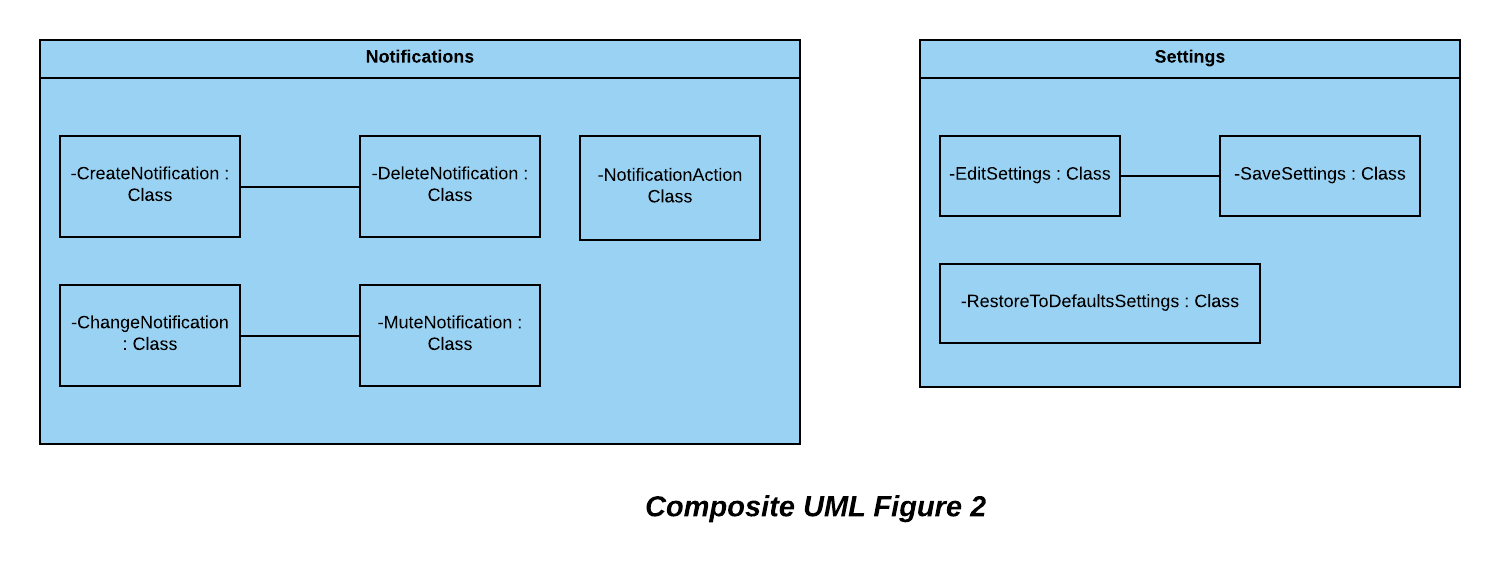 Notifications
-CreateNotification :
Class
-DeleteNotification :
Class
-NotificationAction
Class
-ChangeNotification
: Class
-MuteNotification :
Class
Settings
-EditSettings : Class
-SaveSettings : Class
-RestoreToDefaultsSettings : Class
Composite UML Figure 2